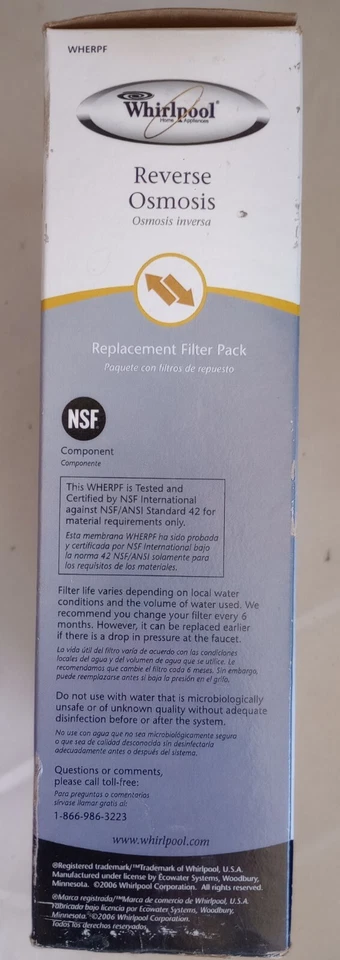 WHERPF
Whirlpool®
Home Appliances
Reverse
Osmosis
Osmosis inversa
Replacement Filter Pack
Paquete con filtros de repuesto
NSF®
Component
Componente
This WHERPF is Tested and
Certified by NSF International
against NSF/ANSI Standard 42 for
material requirements only.
Esta membrana WHERPF ha sido probada
y certificada por NSF International bajo
la norma 42 NSF/ANSI solamente para
los requisitos de los materiales.
Filter life varies depending on local water
conditions and the volume of water used. We
recommend you change your filter every 6
months. However, it can be replaced earlier
if there is a drop in pressure at the faucet.
La vida útil del filtro varía de acuerdo con las condiciones
locales del agua y del volumen de agua que se utilice. Le
recomendamos que cambie el filtro cada 6 meses. Sin embargo,
puede reemplazarse antes si baja la presión en el grifo.
Do not use with water that is microbiologically
unsafe or of unknown quality without adequate
disinfection before or after the system.
No use con agua que no sea microbiológicamente segura
o que sea de calidad desconocida sin desinfectarla
adecuadamente antes o después del sistema.
Questions or comments,
please call toll-free:
Para preguntas o comentarios
sírvase llamar gratis al:
1-866-986-3223
www.whirlpool.com
®Registered trademark/™Trademark of Whirlpool, U.S.A.
Manufactured under license by Ecowater Systems, Woodbury,
Minnesota. ©2006 Whirlpool Corporation. All rights reserved.
®Marca registrada/™Marca de comercio de Whirlpool, U.S.A.
Fabricado bajo licencia por Ecowater Systems, Woodbury,
Minnesota. ©2006 Whirlpool Corporation.
Todos los derechos reservados.